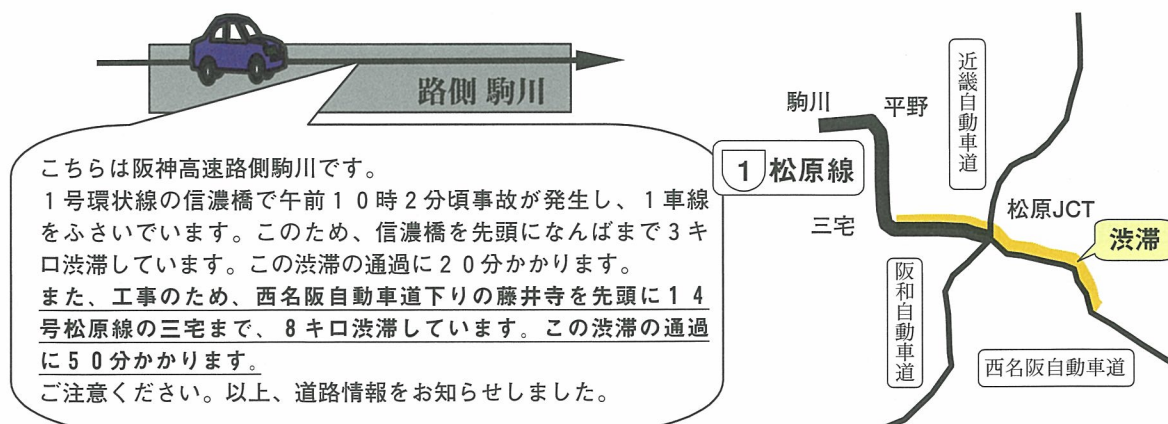 路側 駒川
こちらは阪神高速路側駒川です。
1号環状線の信濃橋で午前10時2分頃事故が発生し、1車線
をふさいでいます。このため、信濃橋を先頭になんばまで3キ
ロ渋滞しています。この渋滞の通過に20分かかります。
また、工事のため、西名阪自動車道下りの藤井寺を先頭に14
号松原線の三宅まで、8キロ渋滞しています。この渋滞の通過
に50分かかります。
ご注意ください。以上、道路情報をお知らせしました。
近畿自動車道
駒川
平野
1 松原線
三宅
松原JCT
渋滞
阪和自動車道
西名阪自動車道